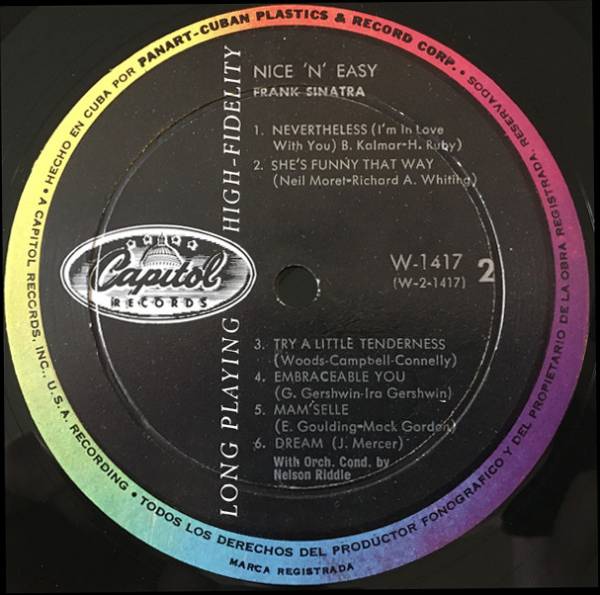 A CAPITOL RECORDS, INC., U.S.A. RECORDING • HECHO EN CUBA POR PANART-CUBAN PLASTICS & RECORD CORP. • RESERVADOS
TODOS LOS DERECHOS DEL PRODUCTOR FONOGRAFICO Y DEL PROPIETARIO DE LA OBRA REGISTRADA.
MARCA REGISTRADA
LONG PLAYING HIGH-FIDELITY
NICE 'N' EASY
FRANK SINATRA
1. NEVERTHELESS (I'm In Love
With You) B. Kalmar-H. Ruby)
2. SHE'S FUNNY THAT WAY
(Neil Moret-Richard A. Whiting)
Capitol
RECORDS
W-1417
(W-2-1417)
2
3. TRY A LITTLE TENDERNESS
(Woods-Campbell-Connelly)
4. EMBRACEABLE YOU
(G. Gershwin-Ira Gershwin)
5. MAM'SELLE
(E. Goulding-Mack Gordon)
6. DREAM (J. Mercer)
With Orch. Cond. by
Nelson Riddle